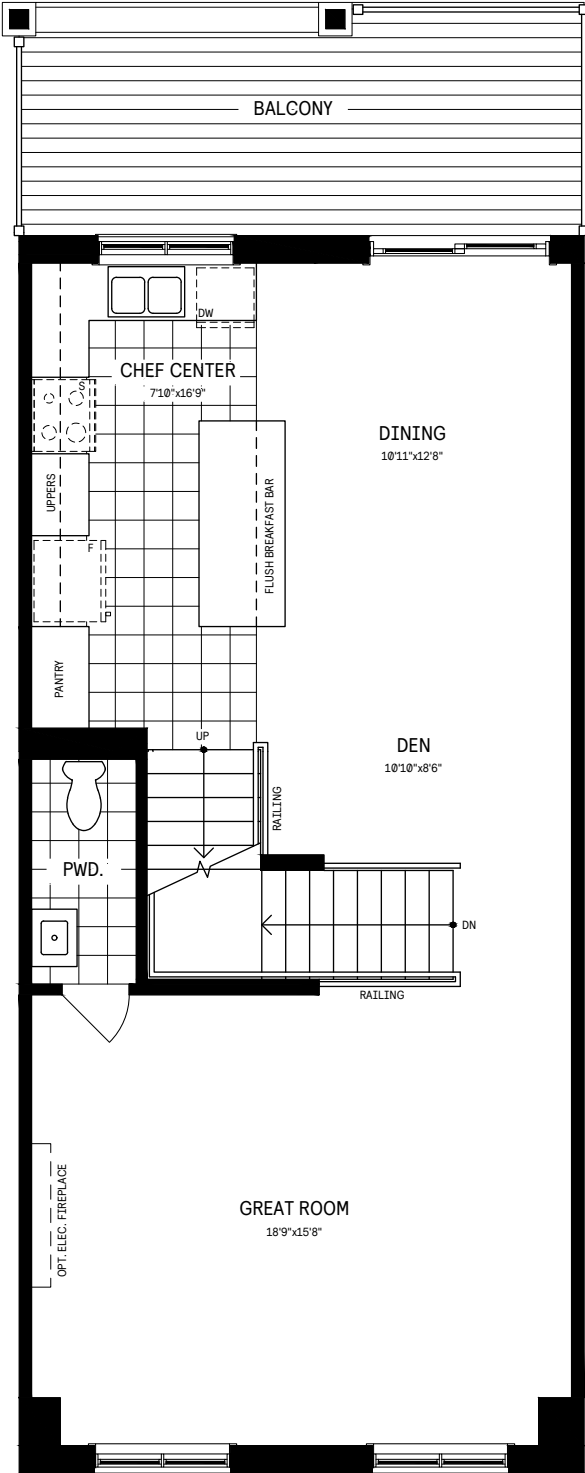 BALCONY
DW
CHEF CENTER
7'10"x16'9"
S
DINING
10'11"x12'8"
UPPERS
FLUSH BREAKFAST BAR
F
PANTRY
UP
DEN
10'10"x8'6"
RAILING
PWD.
DN
RAILING
OPT. ELEC. FIREPLACE
GREAT ROOM
18'9"x15'8"